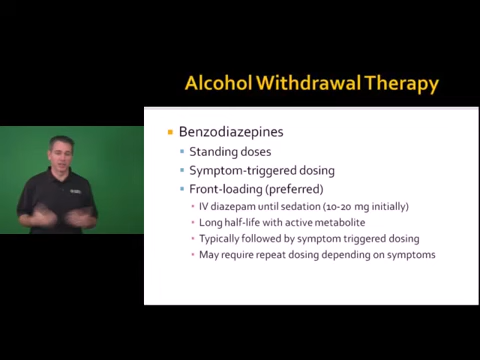 Alcohol Withdrawal Therapy
Benzodiazepines
Standing doses
Symptom-triggered dosing
Front-loading (preferred)
IV diazepam until sedation (10-20 mg initially)
Long half-life with active metabolite
Typically followed by symptom triggered dosing
May require repeat dosing depending on symptoms